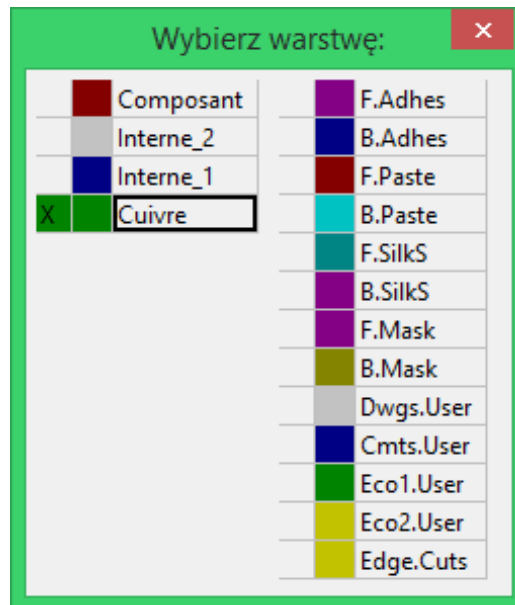 Wybierz warstwę:
x
Composant
Interne_2
Interne_1
X Cuivre
F.Adhes
B.Adhes
F.Paste
B.Paste
F.SilkS
B.SilkS
F.Mask
B.Mask
Dwgs.User
Cmts.User
Eco1.User
Eco2.User
Edge.Cuts